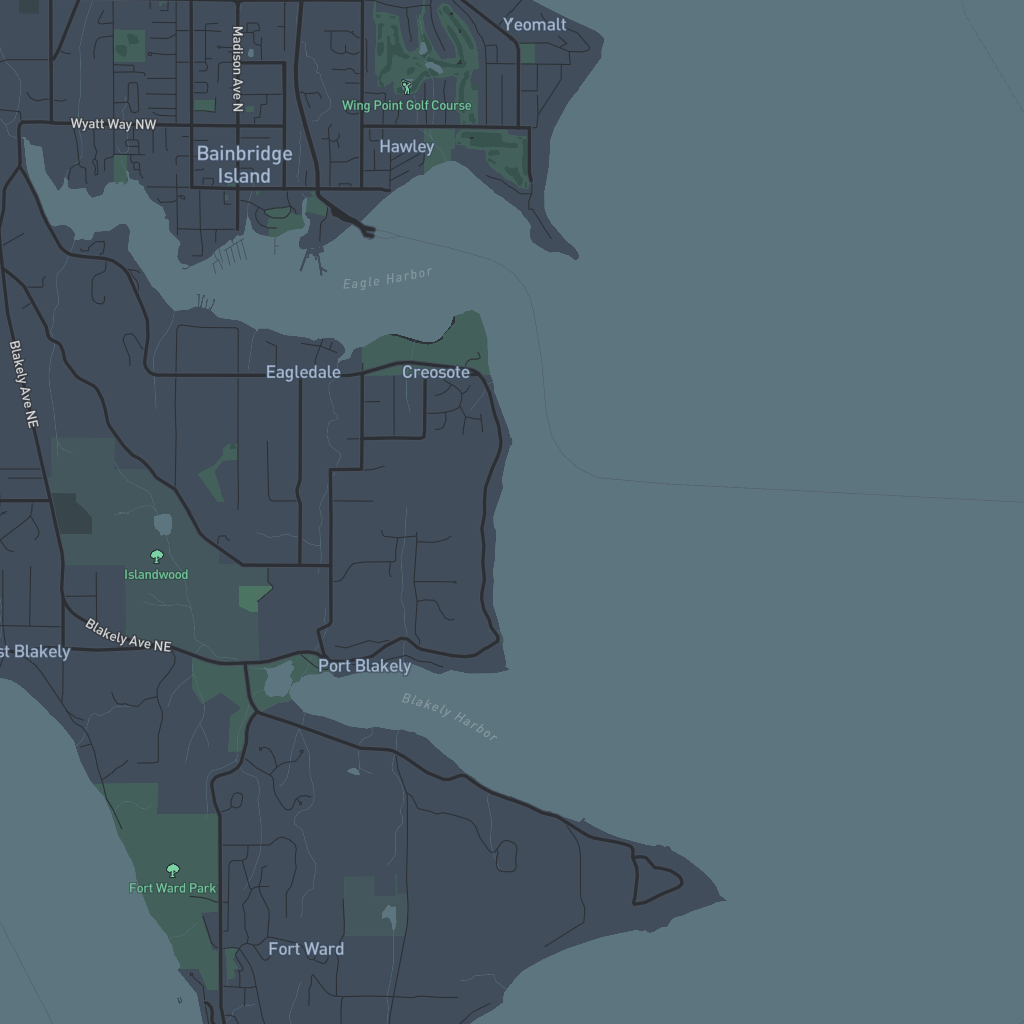 Yeomalt
Madison Ave N
Wing Point Golf Course
Wyatt Way NW
Hawley
Bainbridge
Island
Eagle Harbor
Blakely Ave NE
Eagledale
Creosote
Islandwood
Blakely Ave NE
st Blakely
Port Blakely
Blakely Harbor
Fort Ward Park
Fort Ward